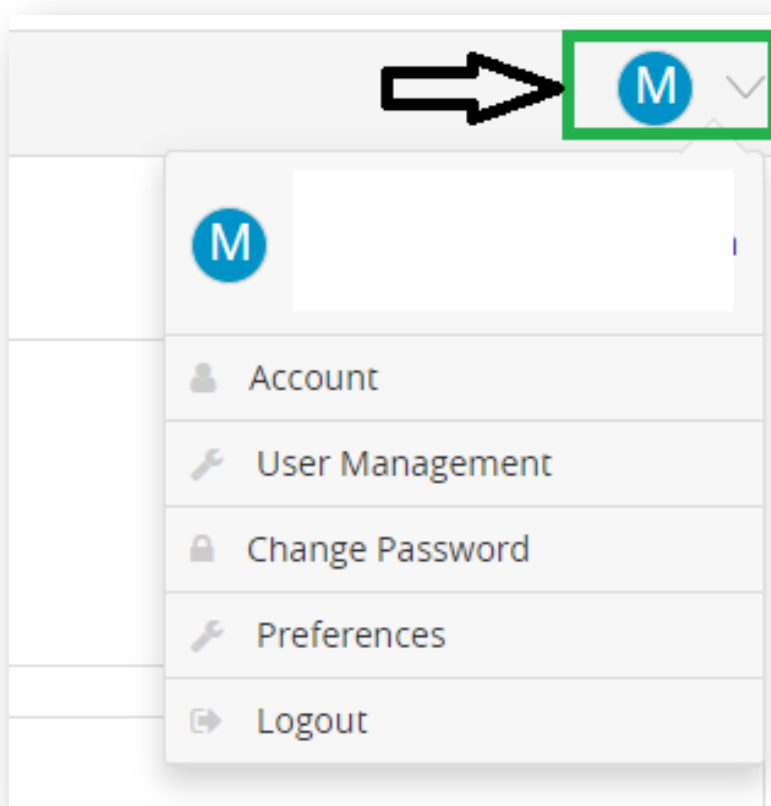 M
M
Account
User Management
Change Password
Preferences
Logout